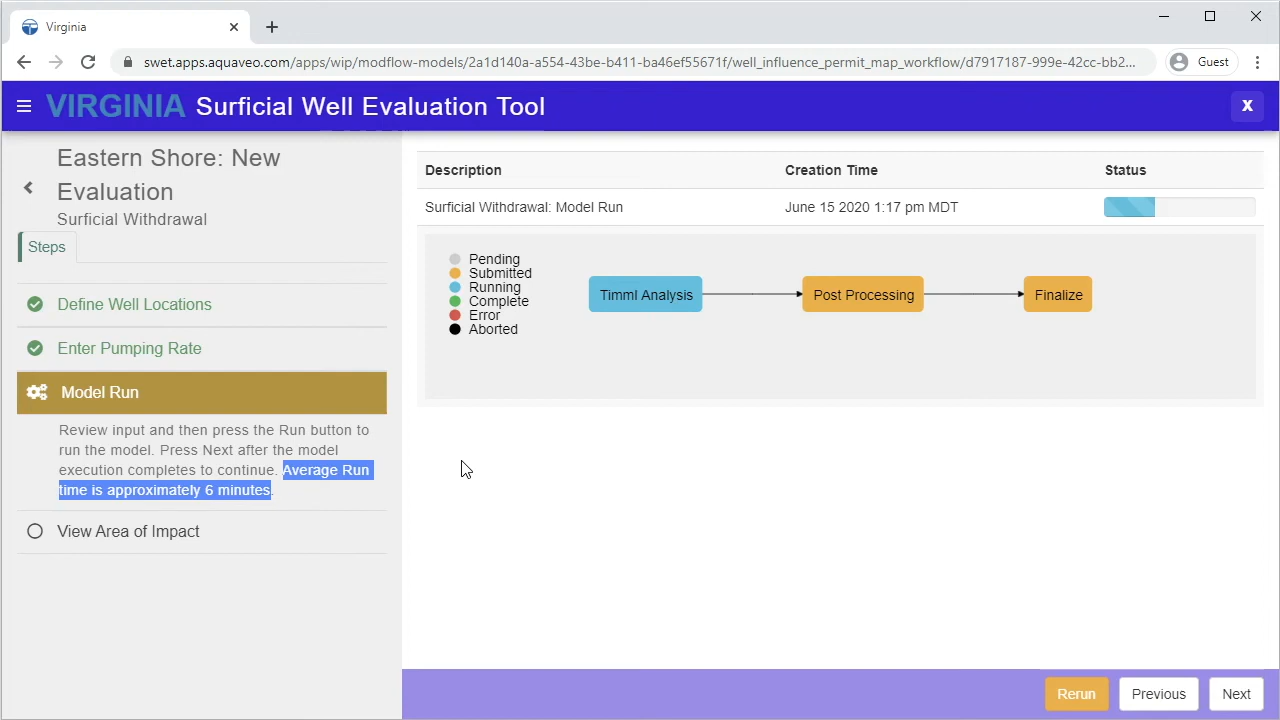 Virginia
swet.apps.aquaveo.com/apps/wip/modflow-models/2a1d140a-a554-43be-b411-ba46ef55671f/well_influence_permit_map_workflow/d7917187-999e-42cc-bb2...
Guest
VIRGINIA Surficial Well Evaluation Tool
X
Eastern Shore: New
Evaluation
Surficial Withdrawal
Steps
Define Well Locations
Enter Pumping Rate
Model Run
Review input and then press the Run button to
run the model. Press Next after the model
execution completes to continue. Average Run
time is approximately 6 minutes.
View Area of Impact
Description Creation Time Status
Surficial Withdrawal: Model Run June 15 2020 1:17 pm MDT
Pending
Submitted
Running
Complete
Error
Aborted
Timml Analysis Post Processing Finalize
Rerun Previous Next